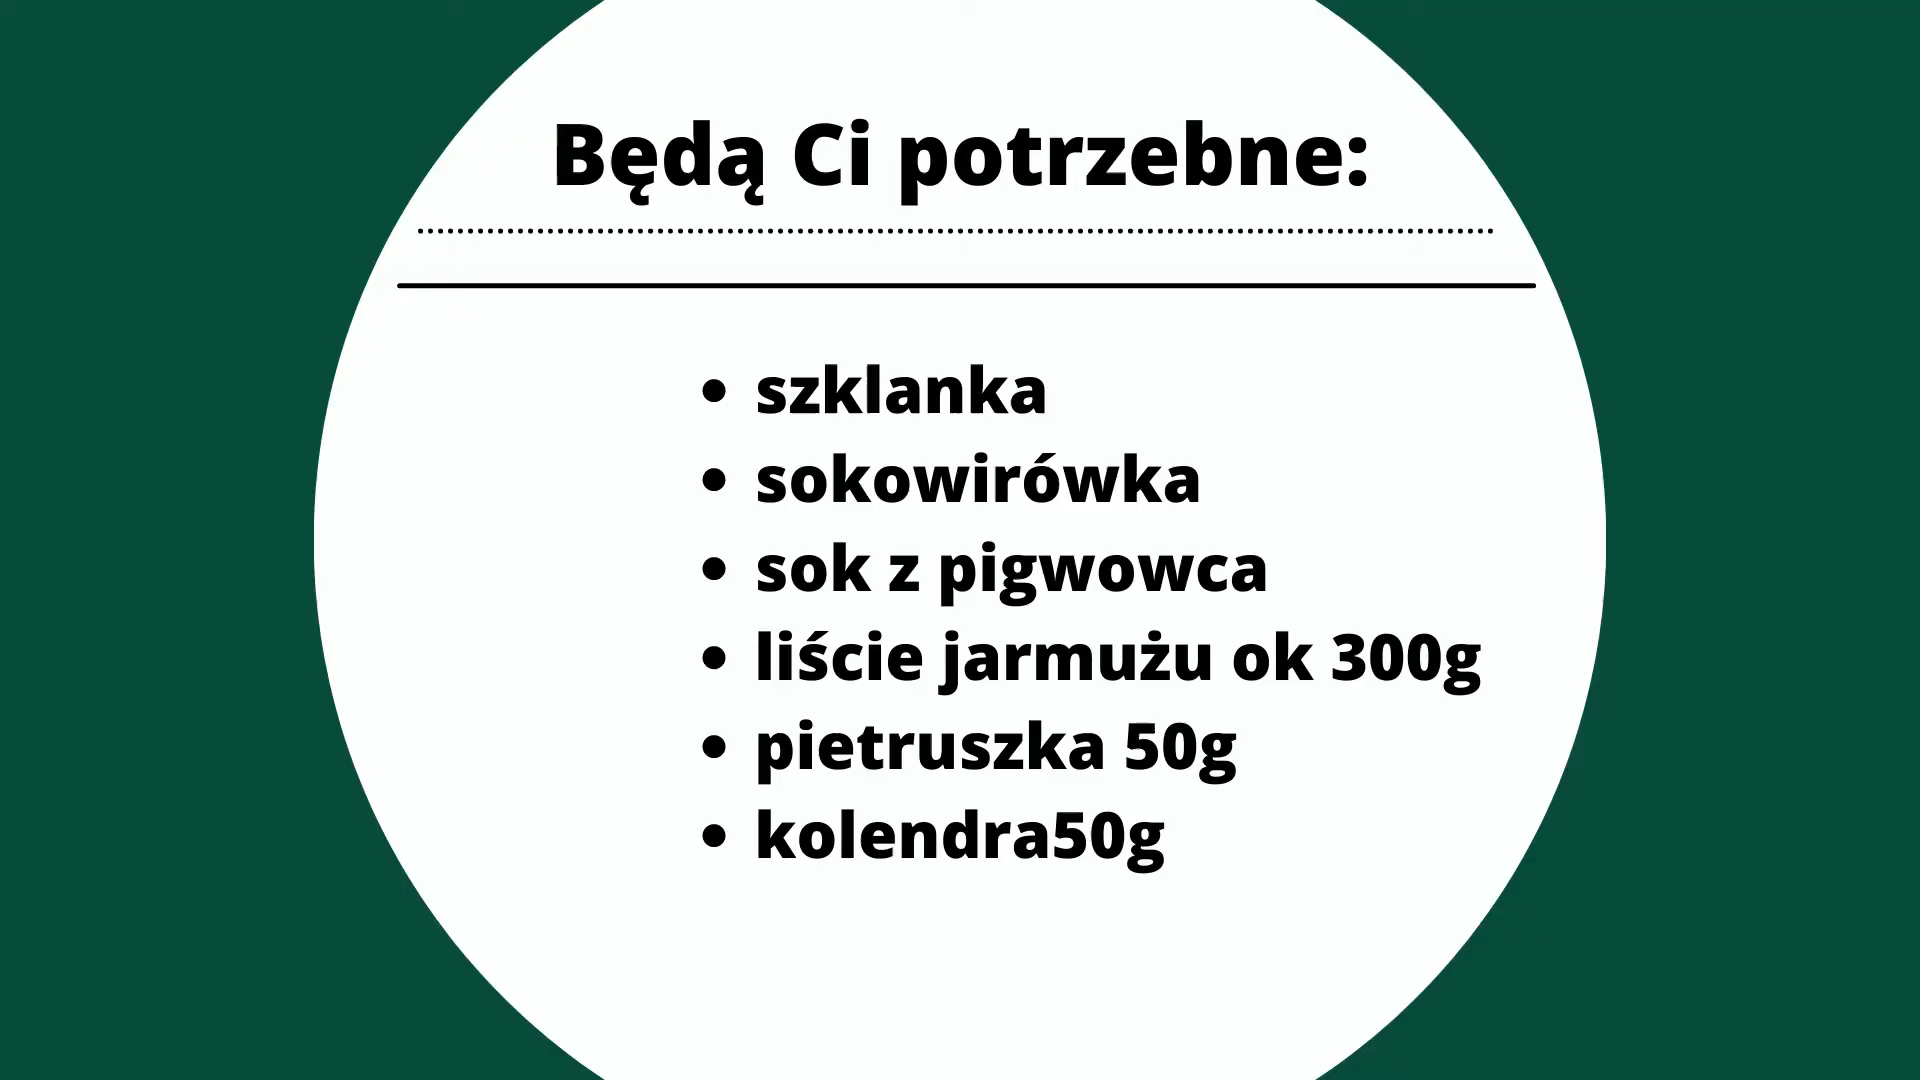 Będą Ci potrzebne:
• szklanka
• sokowirówka
• sok z pigwowca
• liście jarmużu ok 300g
• pietruszka 50g
• kolendra50g